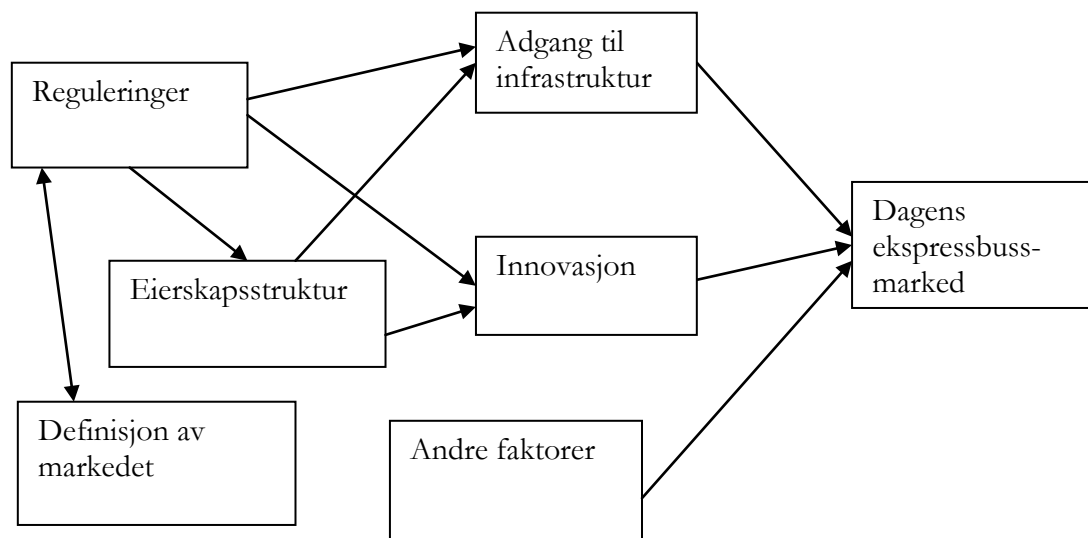 Adgang til
infrastruktur
Reguleringer
Dagens
ekspressbuss-
marked
Innovasjon
Eierskapsstruktur
Definisjon av
markedet
Andre faktorer